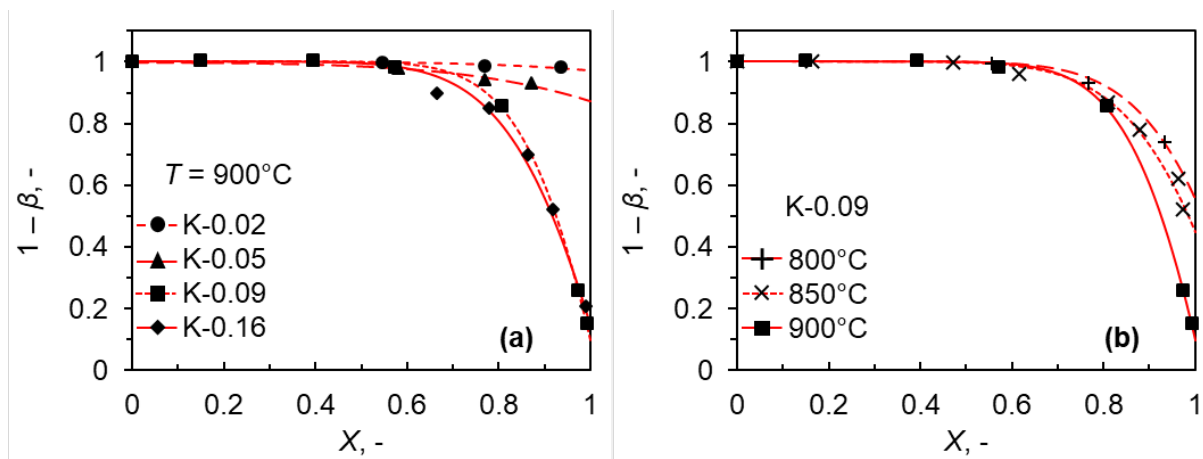 1
0.8
0.6
0.4
0.2
0
1 – β, -
T = 900°C
K-0.02
K-0.05
K-0.09
K-0.16
(a)
0 0.2 0.4 0.6 0.8 1
X, -
1
0.8
0.6
0.4
0.2
0
1 – β, -
K-0.09
800°C
850°C
900°C
(b)
0 0.2 0.4 0.6 0.8 1
X, -